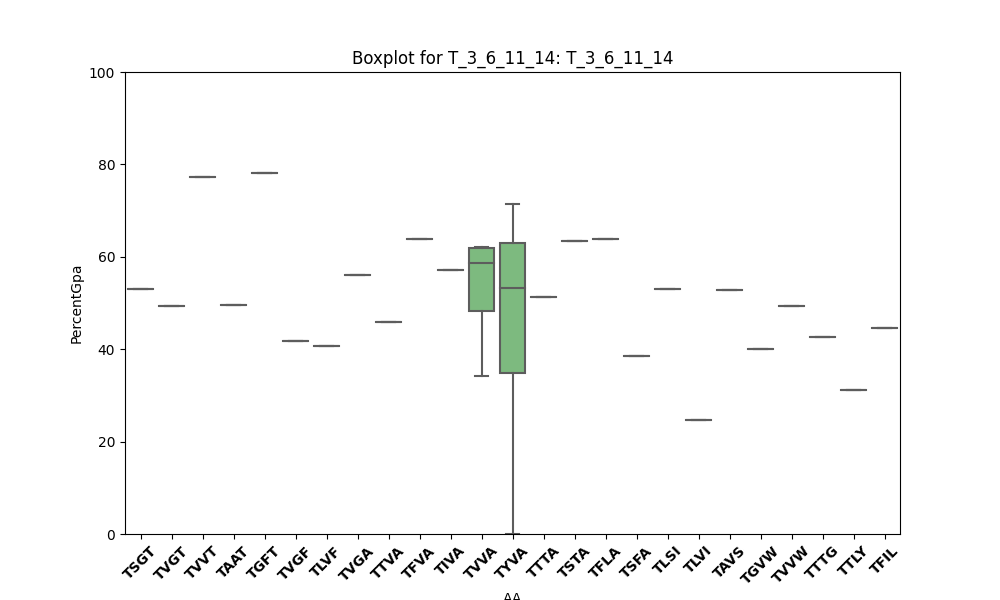 Boxplot for T_3_6_11_14: T_3_6_11_14
100
80
60
40
20
0
PercentGpa
TSGT
TVGT
TVVT
TAAT
TGFT
TVGF
TLVF
TVGA
TTVA
TFVA
TIVA
TVVA
TYVA
TTTA
TSTA
TFLA
TSFA
TLSI
TLVI
TAVS
TGVW
TVVW
TTTG
TTLY
TFIL
AA